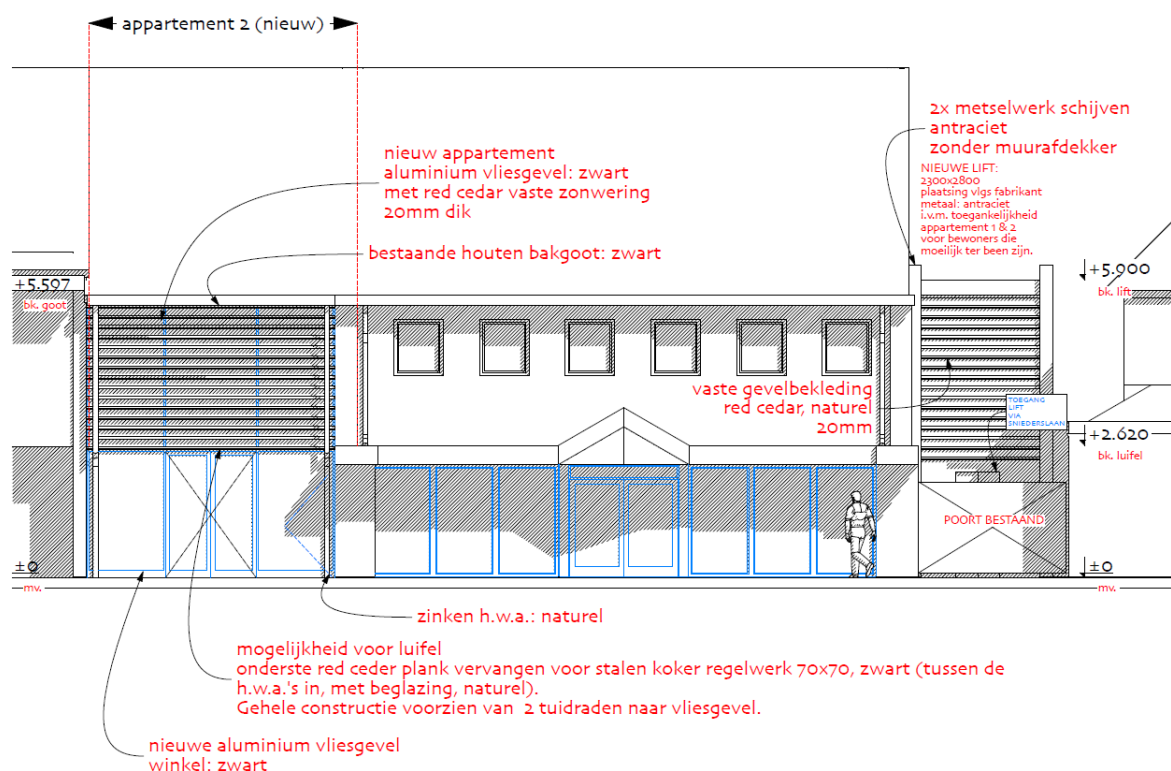 appartement 2 (nieuw)
2x metselwerk schijven
antraciet
zonder muurafdekker
NIEUWE LIFT:
2300x2800
plaatsing vlgs fabrikant
metaal: antraciet
i.v.m. toegankelijkheid
appartement 1 & 2
voor bewoners die
moeilijk ter been zijn.
nieuw appartement
aluminium vliesgevel: zwart
met red cedar vaste zonwering
20mm dik
bestaande houten bakgoot: zwart
+5.597
bk. goot
+5.900
bk. lift
vaste gevelbekleding
red cedar, naturel
20mm
TOEGANG
LIFT
VIA
SNIEDERSLAAN
+2.620
bk. luifel
POORT BESTAAND
±0
mv.
±0
mv.
zinken h.w.a.: naturel
mogelijkheid voor luifel
onderste red ceder plank vervangen voor stalen koker regelwerk 70x70, zwart (tussen de
h.w.a.'s in, met beglazing, naturel).
Gehele constructie voorzien van 2 tuidraden naar vliesgevel.
nieuwe aluminium vliesgevel
winkel: zwart